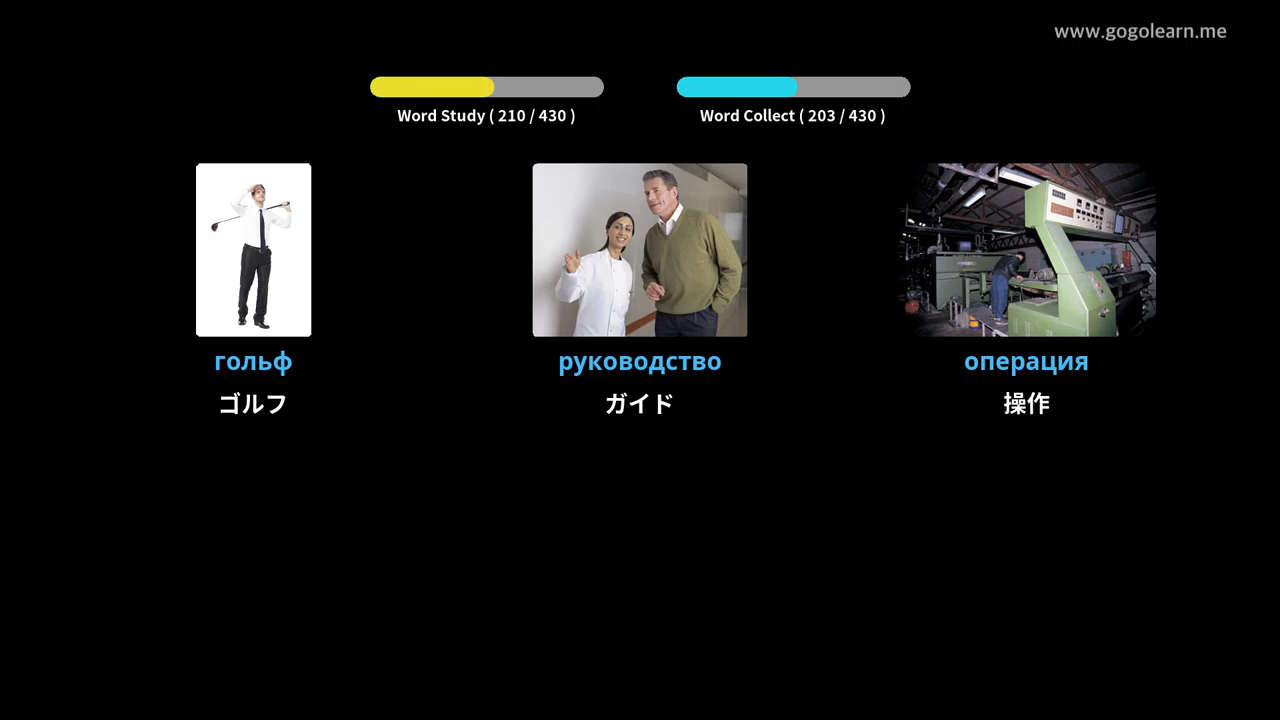 www.gogolearn.me
Word Study ( 210 / 430 )
Word Collect ( 203 / 430 )
гольф
руководство
операция
ゴルフ
ガイド
操作